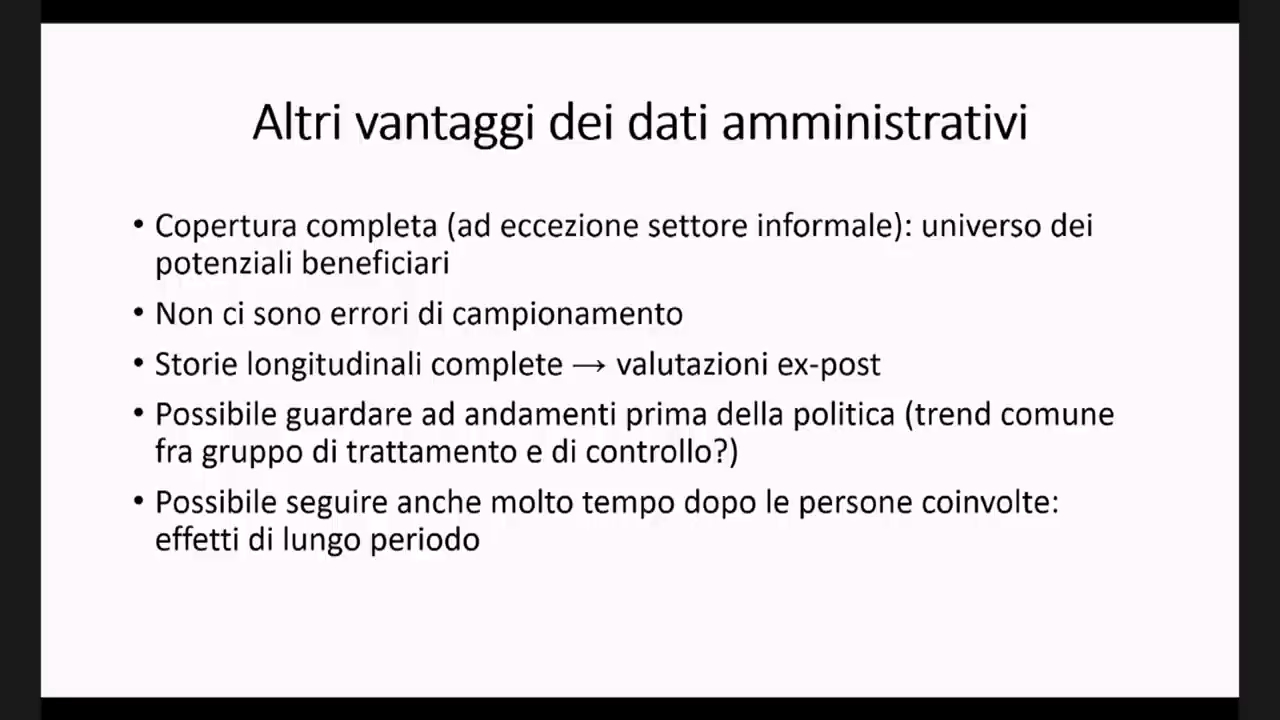 Altri vantaggi dei dati amministrativi
• Copertura completa (ad eccezione settore informale): universo dei
potenziali beneficiari
• Non ci sono errori di campionamento
• Storie longitudinali complete → valutazioni ex-post
• Possibile guardare ad andamenti prima della politica (trend comune
fra gruppo di trattamento e di controllo?)
• Possibile seguire anche molto tempo dopo le persone coinvolte:
effetti di lungo periodo